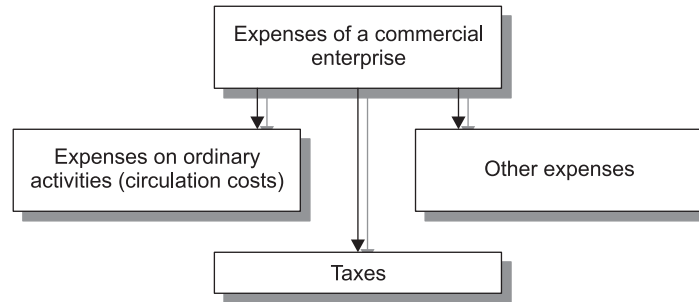 Expenses of a commercial
enterprise
Expenses on ordinary
activities (circulation costs)
Other expenses
Taxes